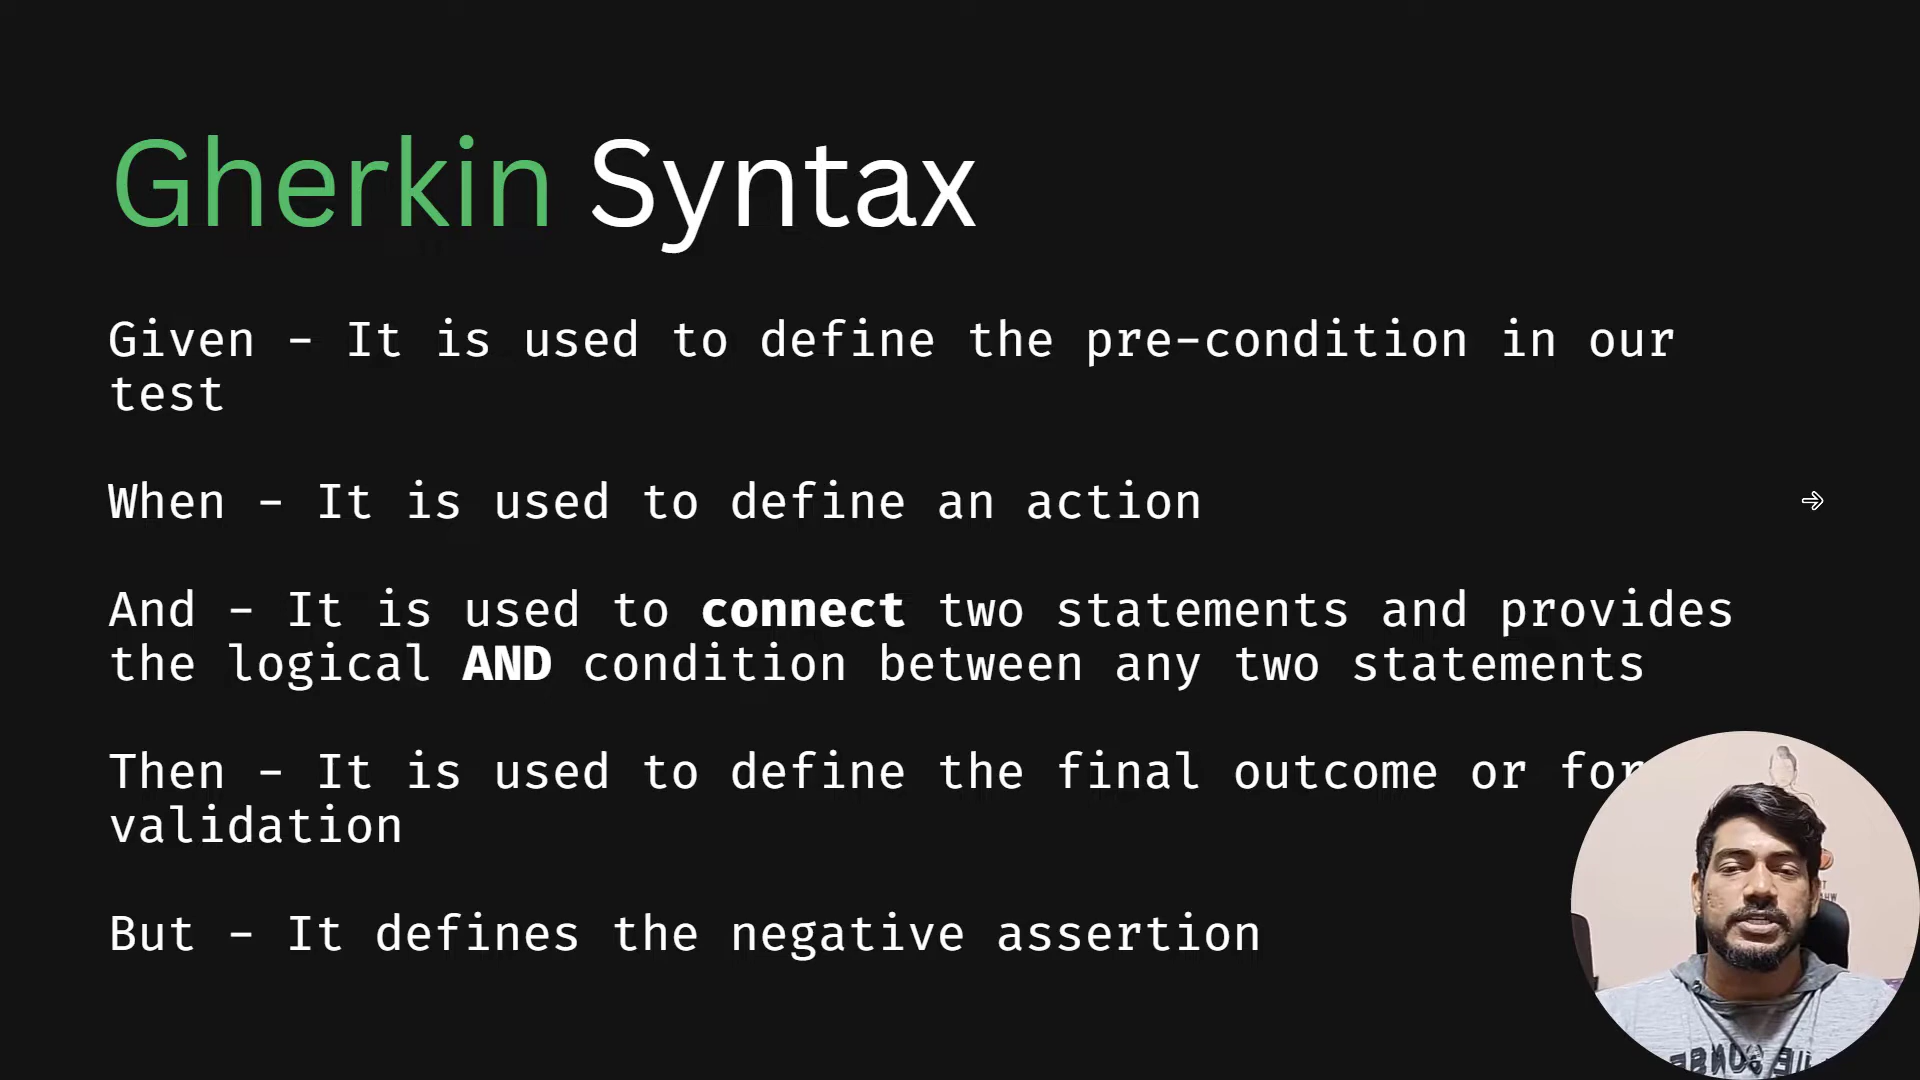 Gherkin Syntax
Given - It is used to define the pre-condition in our
test
When - It is used to define an action
And - It is used to connect two statements and provides
the logical AND condition between any two statements
Then - It is used to define the final outcome or for
validation
But - It defines the negative assertion